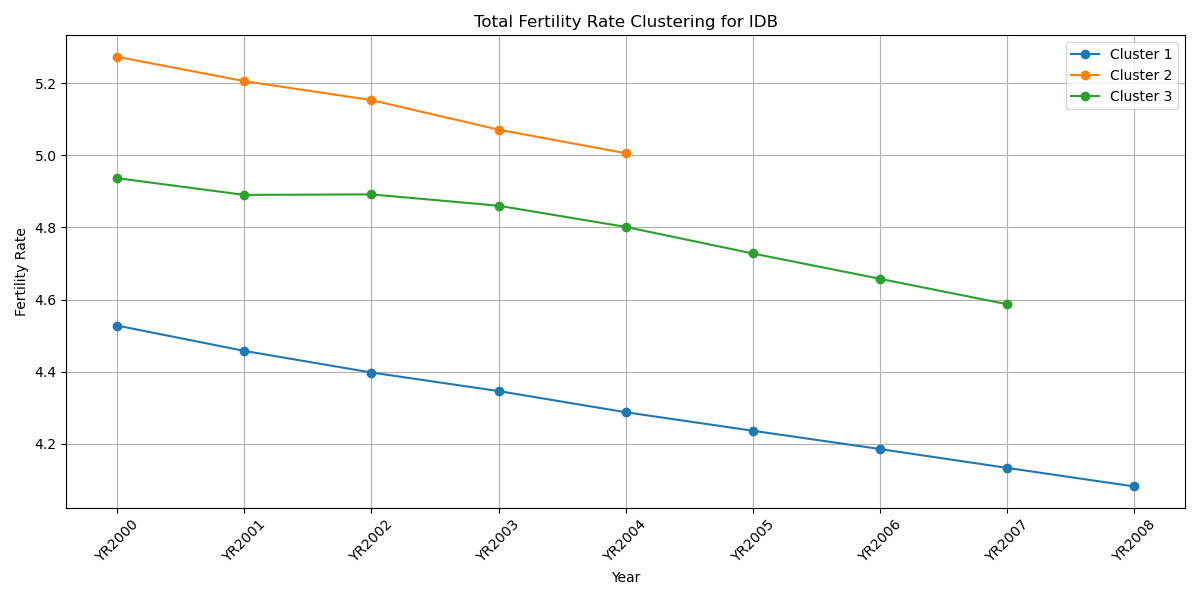 Total Fertility Rate Clustering for IDB
Cluster 1
Cluster 2
Cluster 3
Fertility Rate
5.2
5.0
4.8
4.6
4.4
4.2
YR2000
YR2001
YR2002
YR2003
YR2004
YR2005
YR2006
YR2007
YR2008
Year